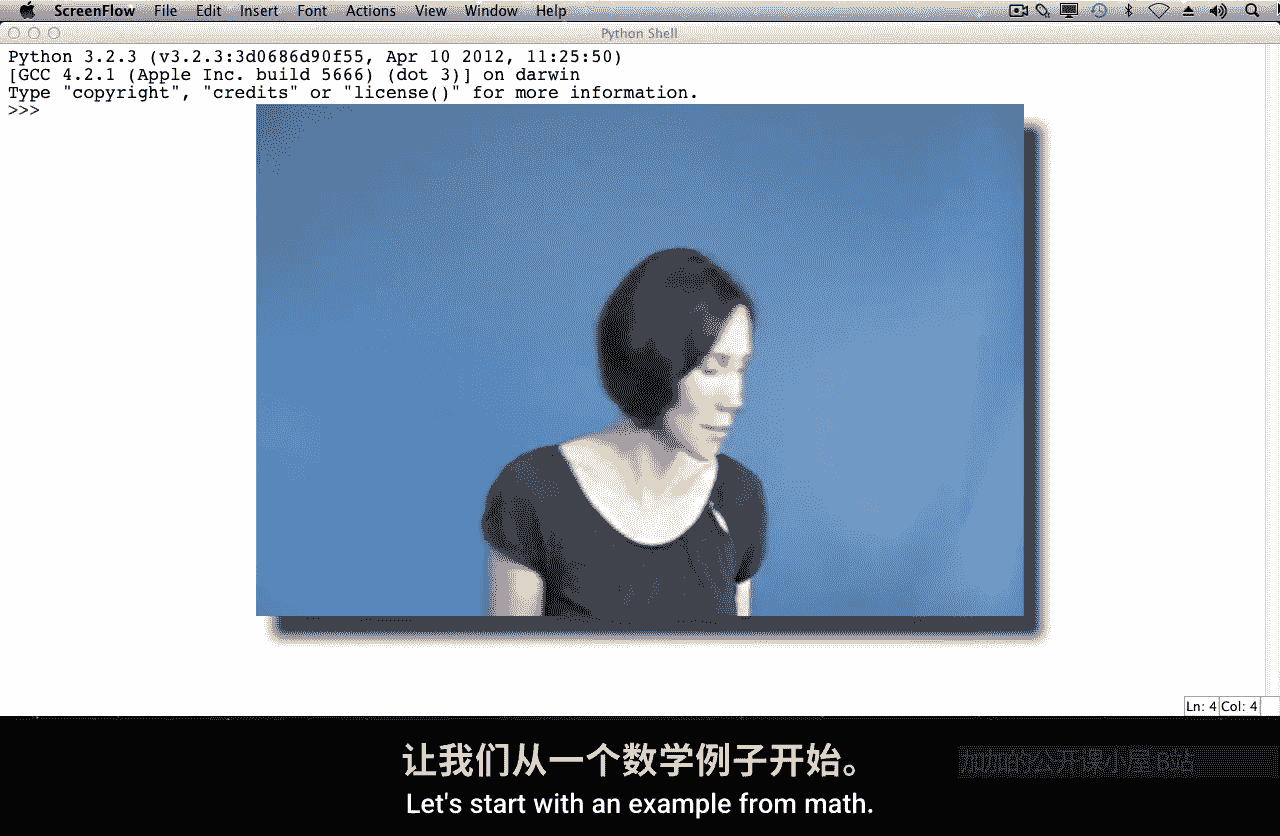 ScreenFlow File Edit Insert Font Actions View Window Help
Python Shell
Python 3.2.3 (v3.2.3:3d0686d90f55, Apr 10 2012, 11:25:50)
[GCC 4.2.1 (Apple Inc. build 5666) (dot 3)] on darwin
Type "copyright", "credits" or "license()" for more information.
>>>
Ln: 4 Col: 4
让我们从一个数学例子开始。
加加的公开课小屋 B站
Let's start with an example from math.